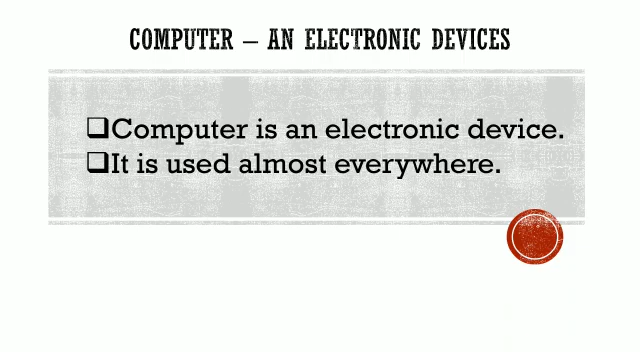 COMPUTER – AN ELECTRONIC DEVICES
❑Computer is an electronic device.
❑It is used almost everywhere.